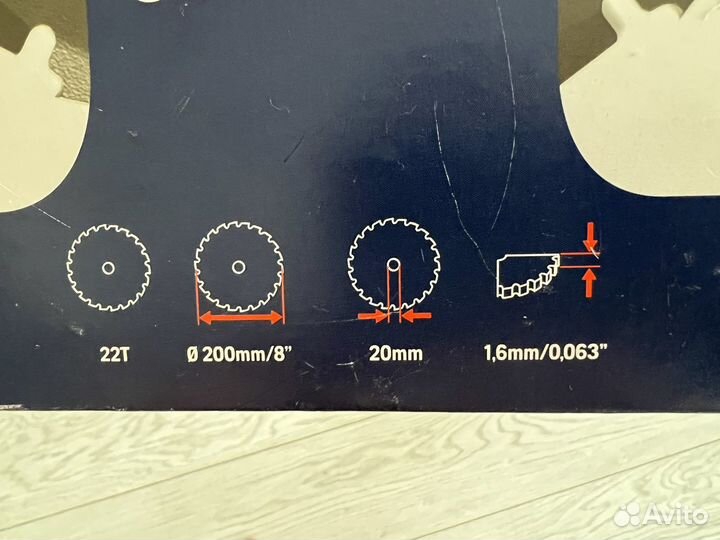 22T
Ø 200mm/8”
20mm
1,6mm/0,063”
Avito